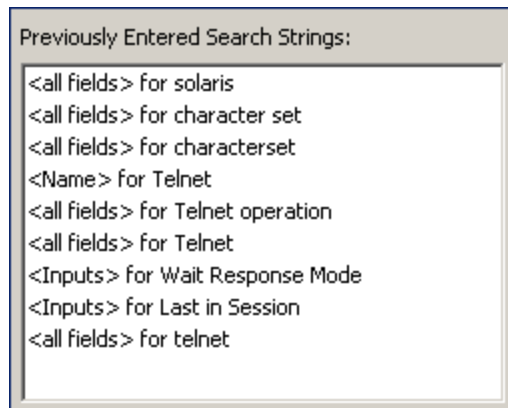 Previously Entered Search Strings:
<all fields> for solaris
<all fields> for character set
<all fields> for characterset
<Name> for Telnet
<all fields> for Telnet operation
<all fields> for Telnet
<Inputs> for Wait Response Mode
<Inputs> for Last in Session
<all fields> for telnet